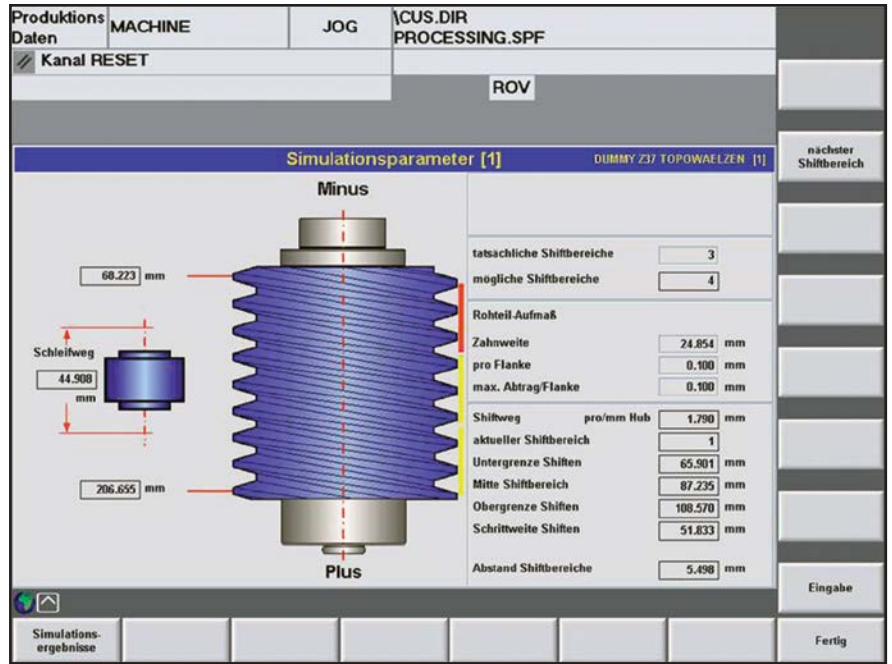 Produktions Daten
MACHINE
JOG
\CUS.DIR
PROCESSING.SPF
Kanal RESET
ROV
Simulationsparameter [1]
DUMMY Z37 TOPOWAELZEN [1]
nächster
Shiftbereich
Minus
tatsächliche Shiftbereiche 3
mögliche Shiftbereiche 4
68.223 mm
Rohteil-Aufmaß
Zahnweite 24.854 mm
pro Flanke 0.100 mm
max. Abtrag/Flanke 0.100 mm
Schleifweg
44.908
mm
Shiftweg pro/mm Hub 1.790 mm
aktueller Shiftbereich 1
Untergrenze Shiften 65.901 mm
Mitte Shiftbereich 87.235 mm
Obergrenze Shiften 108.570 mm
Schrittweite Shiften 51.833 mm
206.655 mm
Abstand Shiftbereiche 5.498 mm
Plus
Eingabe
Simulations-
ergebnisse
Fertig